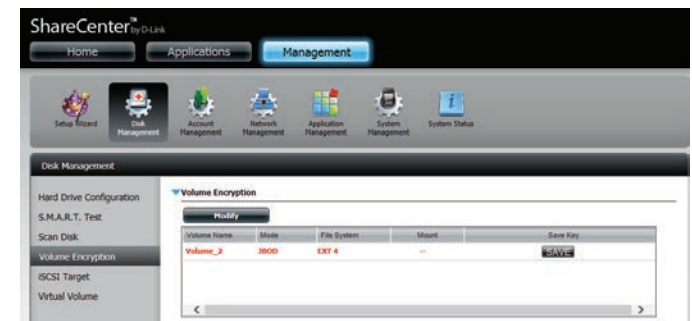 ShareCenter™ by D-Link
Home Applications Management
Setup Wizard Disk Management Account Management Network Management Application Management System Management System Status
Disk Management
Hard Drive Configuration
S.M.A.R.T. Test
Scan Disk
Volume Encryption
iSCSI Target
Virtual Volume
Volume Encryption
Modify
Volume Name Mode File System Mount Save Key
Volume_2 JBOD EXT 4 -- SAVE